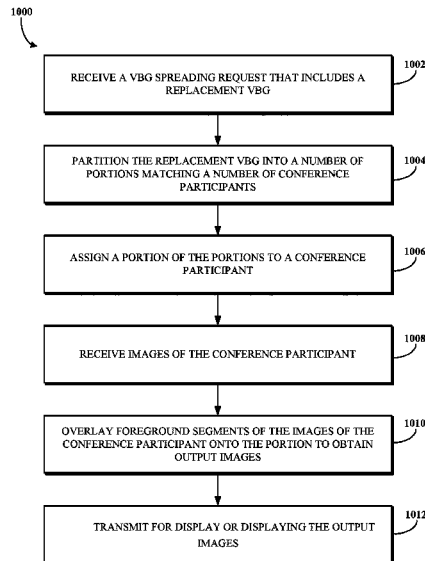 1000
RECEIVE A VBG SPREADING REQUEST THAT INCLUDES A
REPLACEMENT VBG
1002
PARTITION THE REPLACEMENT VBG INTO A NUMBER OF
PORTIONS MATCHING A NUMBER OF CONFERENCE
PARTICIPANTS
1004
ASSIGN A PORTION OF THE PORTIONS TO A CONFERENCE
PARTICIPANT
1006
RECEIVE IMAGES OF THE CONFERENCE PARTICIPANT
1008
OVERLAY FOREGROUND SEGMENTS OF THE IMAGES OF THE
CONFERENCE PARTICIPANT ONTO THE PORTION TO OBTAIN
OUTPUT IMAGES
1010
TRANSMIT FOR DISPLAY OR DISPLAYING THE OUTPUT
IMAGES
1012